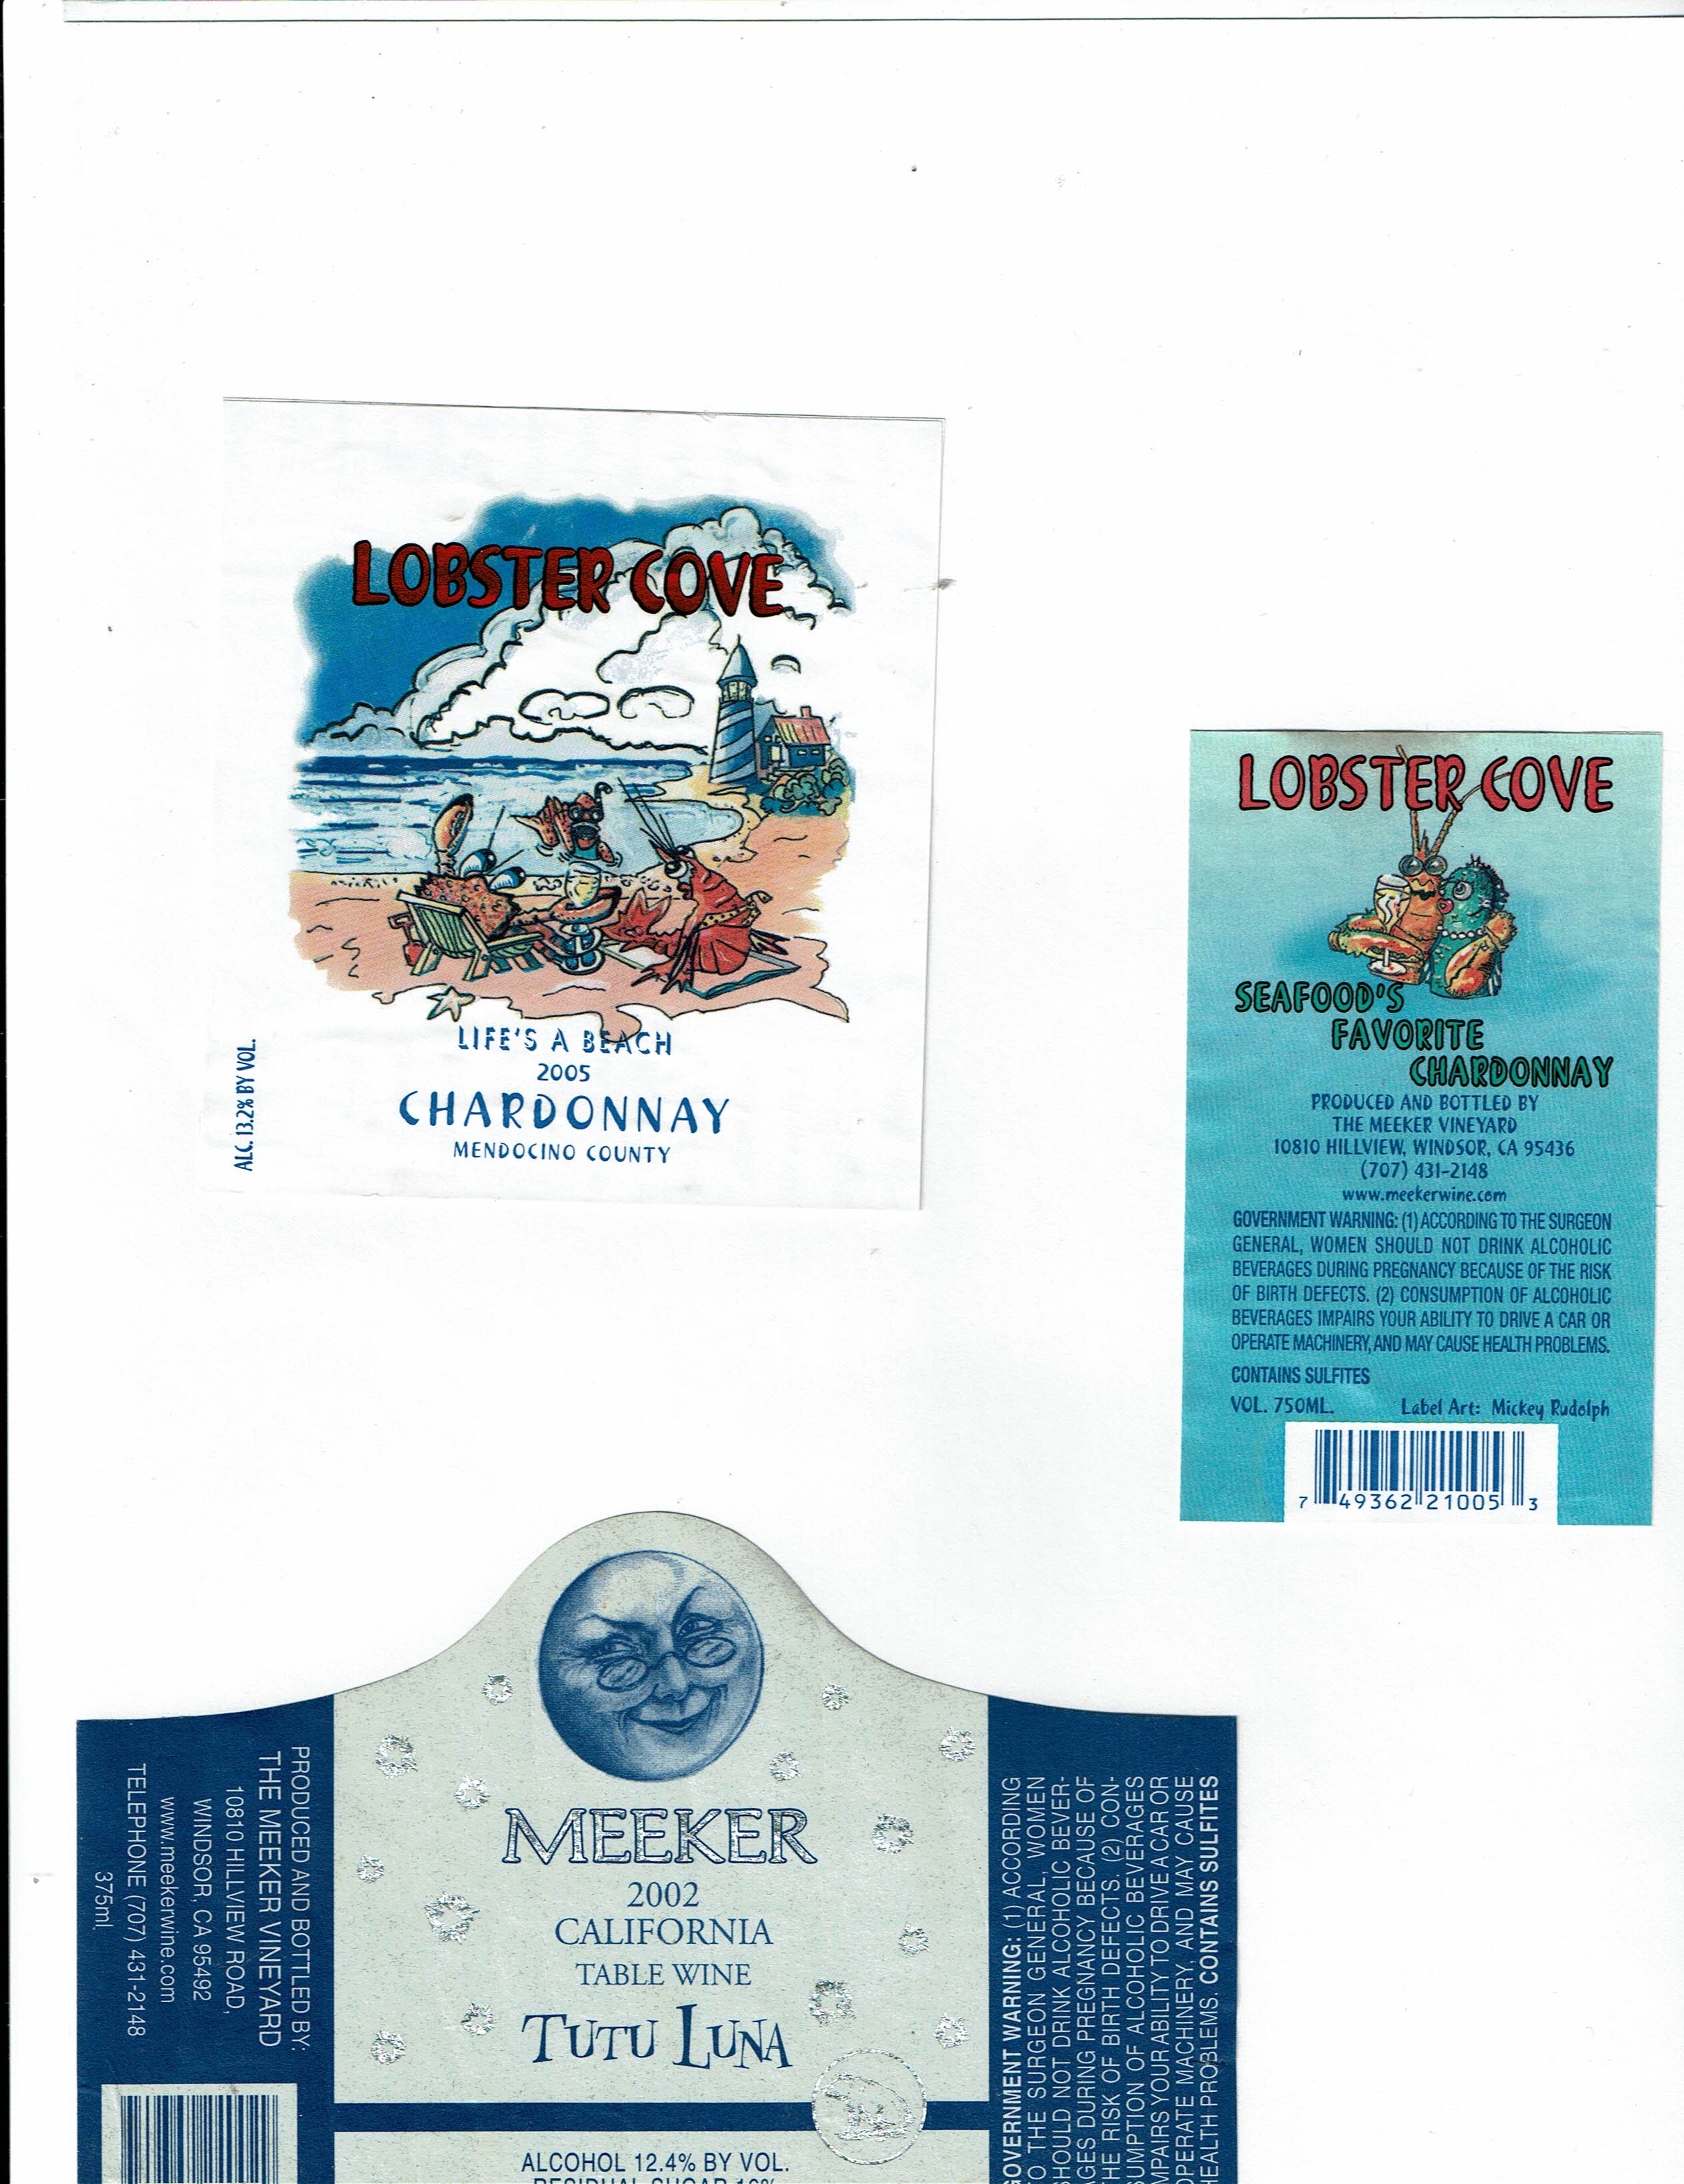 LOBSTER COVE
LIFE'S A BEACH
2005
CHARDONNAY
MENDOCINO COUNTY
ALC. 13.2% BY VOL.
LOBSTER COVE
SEAFOOD'S
FAVORITE
CHARDONNAY
PRODUCED AND BOTTLED BY
THE MEEKER VINEYARD
10810 HILLVIEW, WINDSOR, CA 95436
(707) 431-2148
www.meekerwine.com
GOVERNMENT WARNING: (1) ACCORDING TO THE SURGEON
GENERAL, WOMEN SHOULD NOT DRINK ALCOHOLIC
BEVERAGES DURING PREGNANCY BECAUSE OF THE RISK
OF BIRTH DEFECTS. (2) CONSUMPTION OF ALCOHOLIC
BEVERAGES IMPAIRS YOUR ABILITY TO DRIVE A CAR OR
OPERATE MACHINERY, AND MAY CAUSE HEALTH PROBLEMS.
CONTAINS SULFITES
VOL. 750ML. Label Art: Mickey Rudolph
7 49362 21005 3
PRODUCED AND BOTTLED BY:
THE MEEKER VINEYARD
10810 HILLVIEW ROAD,
WINDSOR, CA 95492
www.meekerwine.com
TELEPHONE (707) 431-2148
375ml
MEEKER
2002
CALIFORNIA
TABLE WINE
TUTU LUNA
ALCOHOL 12.4% BY VOL.
RESIDUAL SUGAR 16%
GOVERNMENT WARNING: (1) ACCORDING
TO THE SURGEON GENERAL, WOMEN
SHOULD NOT DRINK ALCOHOLIC BEVER-
AGES DURING PREGNANCY BECAUSE OF
THE RISK OF BIRTH DEFECTS. (2) CON-
SUMPTION OF ALCOHOLIC BEVERAGES
IMPAIRS YOUR ABILITY TO DRIVE A CAR OR
OPERATE MACHINERY, AND MAY CAUSE
HEALTH PROBLEMS. CONTAINS SULFITES